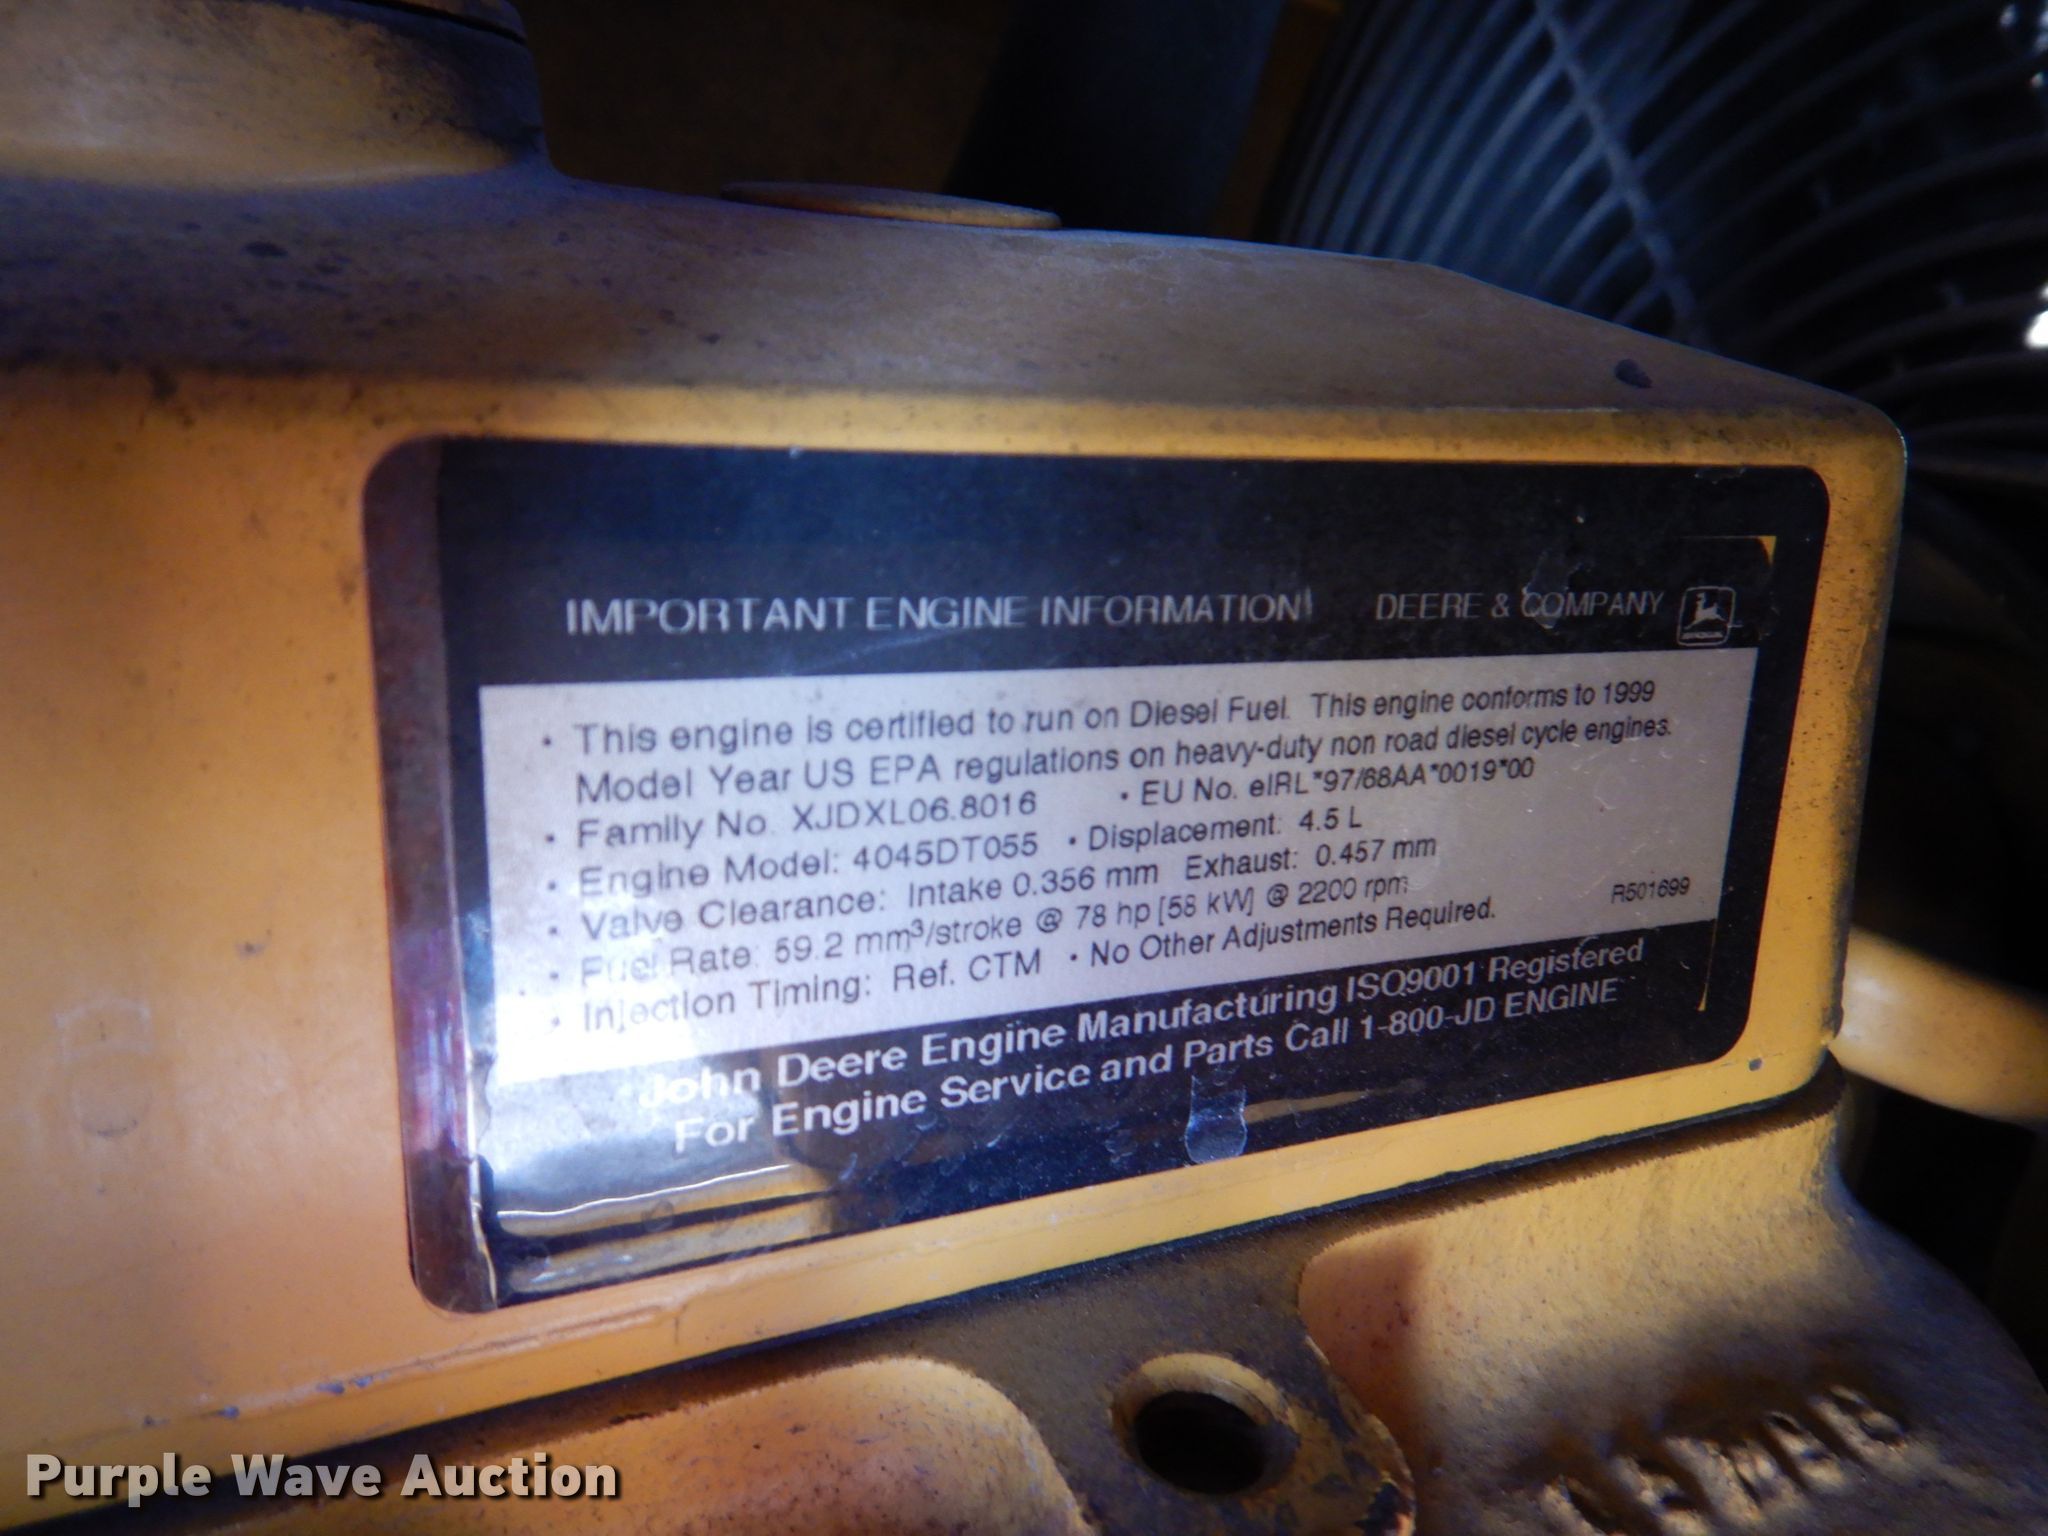 IMPORTANT ENGINE INFORMATION DEERE & COMPANY
• This engine is certified to run on Diesel Fuel. This engine conforms to 1999
Model Year US EPA regulations on heavy-duty non road diesel cycle engines.
• Family No. XJDXL06.8016 • EU No. eIRL*97/68AA*0019*00
• Engine Model: 4045DT055 • Displacement: 4.5 L
• Valve Clearance: Intake 0.356 mm Exhaust: 0.457 mm
• Fuel Rate: 59.2 mm³/stroke @ 78 hp [58 kW] @ 2200 rpm
R501699
• Injection Timing: Ref. CTM • No Other Adjustments Required.
John Deere Engine Manufacturing ISO9001 Registered
For Engine Service and Parts Call 1-800-JD ENGINE
Purple Wave Auction